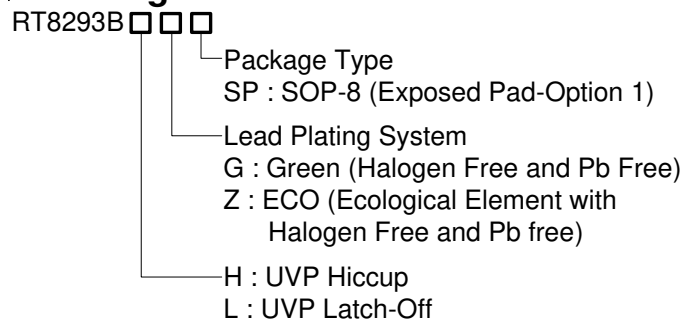 RT8293B□□□
Package Type
SP : SOP-8 (Exposed Pad-Option 1)
Lead Plating System
G : Green (Halogen Free and Pb Free)
Z : ECO (Ecological Element with
Halogen Free and Pb free)
H : UVP Hiccup
L : UVP Latch-Off